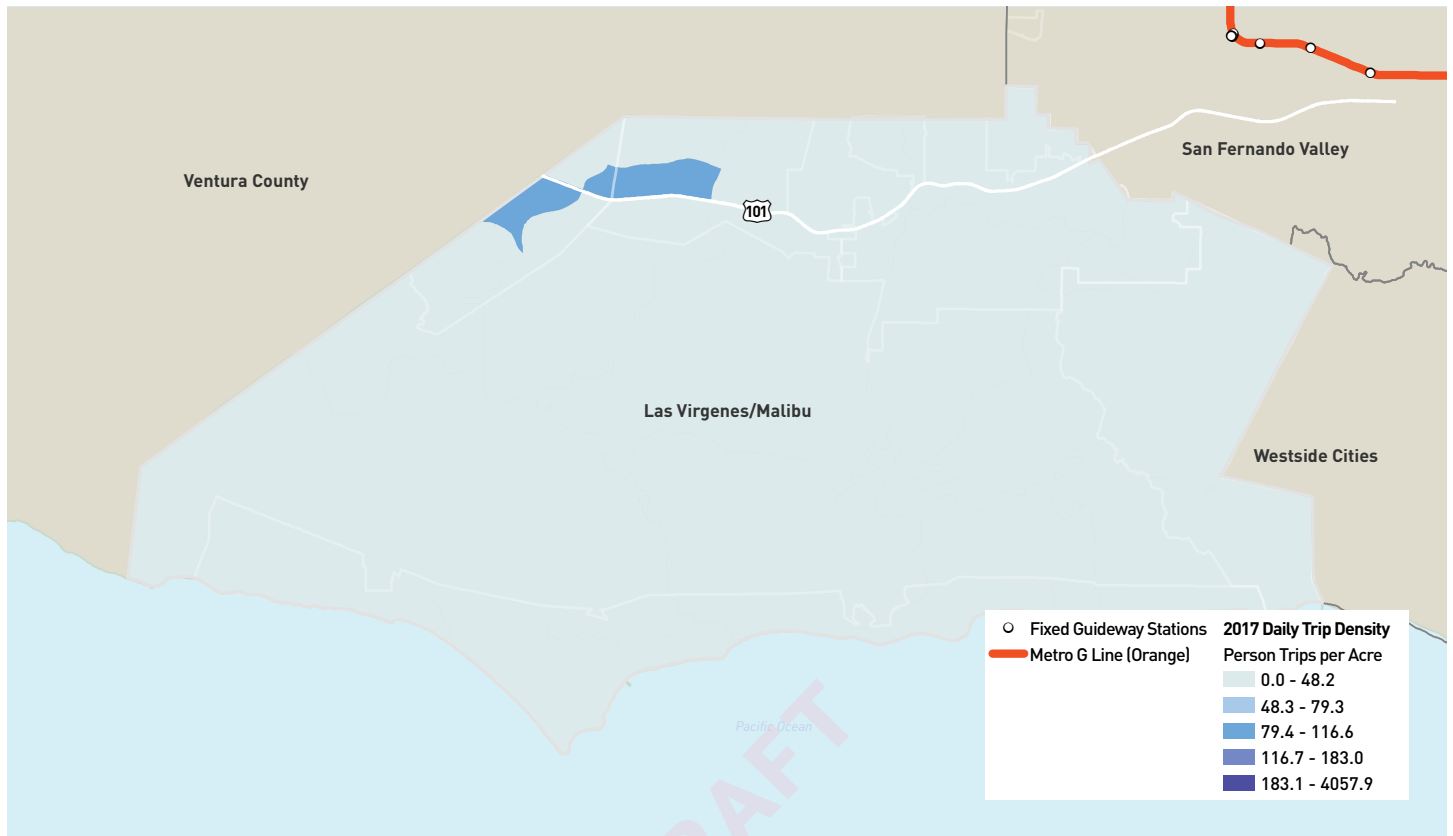 San Fernando Valley
Ventura County
101
Las Virgenes/Malibu
Westside Cities
Pacific Ocean
RAFT
Fixed Guideway Stations
Metro G Line (Orange)
2017 Daily Trip Density
Person Trips per Acre
0.0 - 48.2
48.3 - 79.3
79.4 - 116.6
116.7 - 183.0
183.1 - 4057.9